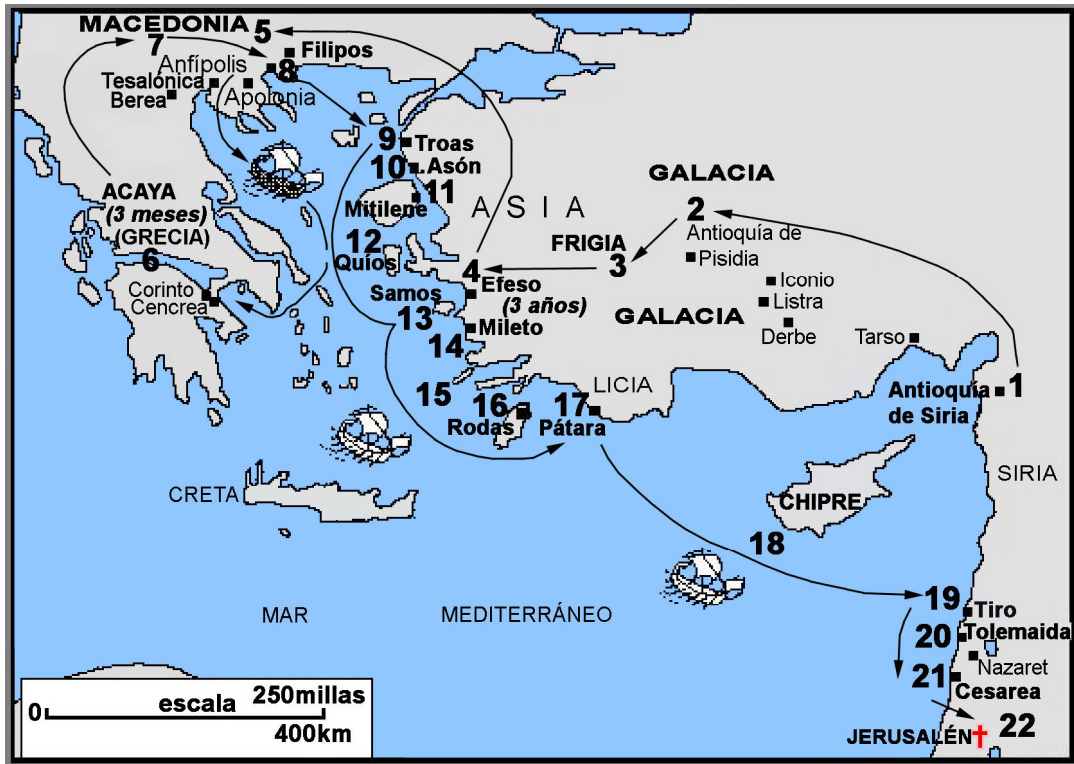 MACEDONIA 5
7
Filipos
8
Anfípolis
Tesalónica
Berea
Apolonia
9 Troas
10 Asón
11
Mitilene
ASIA
GALACIA
2
Antioquía de
Pisidia
ACAYA
(3 meses)
(GRECIA)
6
12
Quíos
FRIGIA
3
4
Efeso
(3 años)
Iconio
Listra
Derbe
GALACIA
Corinto
Cencrea
Samos
13
Mileto
14
Tarso
15
16
Rodas
17
Pátara
LICIA
Antioquía
de Siria
1
SIRIA
CRETA
CHIPRE
18
MAR
MEDITERRÁNEO
19
Tiro
20
Tolemaida
Nazaret
21
Cesarea
JERUSALÉN
22
escala
250millas
0
400km